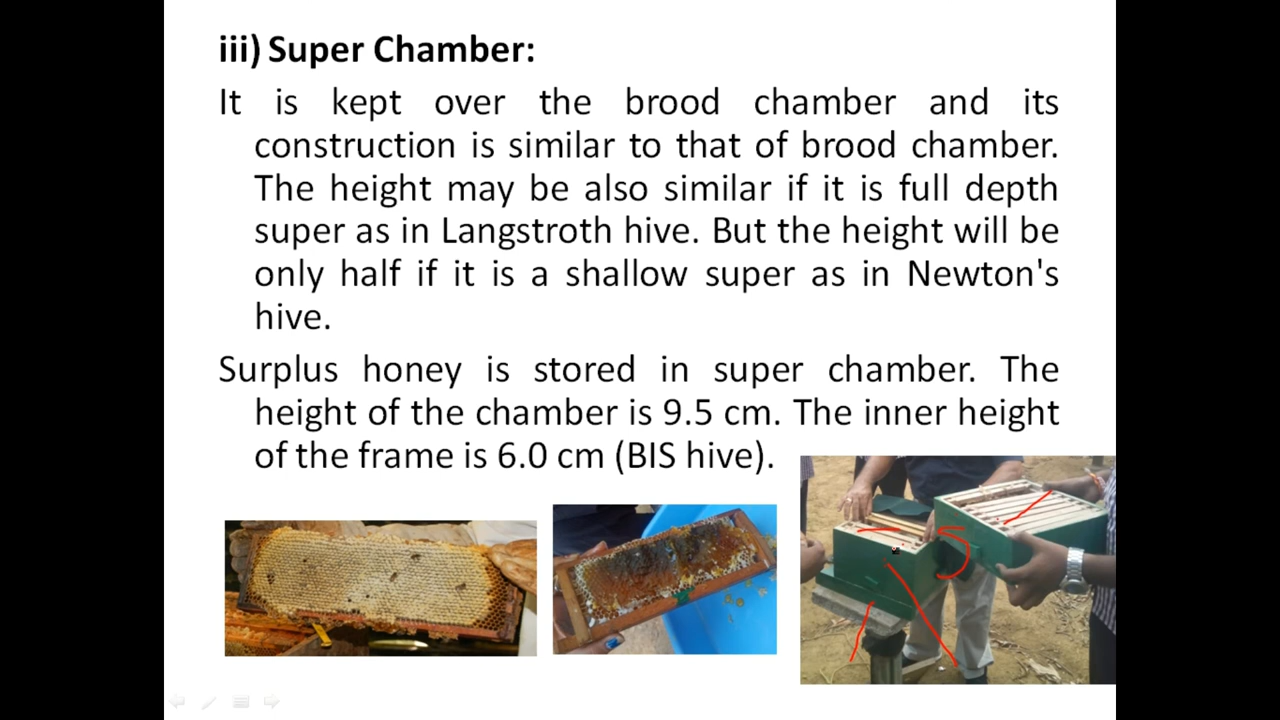 iii) Super Chamber:
It is kept over the brood chamber and its
construction is similar to that of brood chamber.
The height may be also similar if it is full depth
super as in Langstroth hive. But the height will be
only half if it is a shallow super as in Newton's
hive.
Surplus honey is stored in super chamber. The
height of the chamber is 9.5 cm. The inner height
of the frame is 6.0 cm (BIS hive).